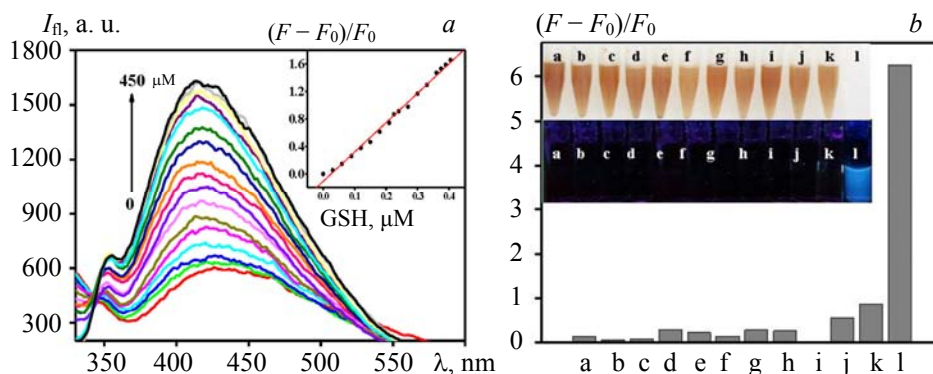 I_fl, a. u.
a
(F − F0)/F0
1800
1500
1200
900
600
300
450 μM
0
1.6
1.2
0.8
0.4
0.0
0.0 0.1 0.2 0.3 0.4
GSH, μM
350 400 450 500 λ, nm
(F − F0)/F0
b
6
5
4
3
2
1
0
a b c d e f g h i j k l
a b c d e f g h i j k l
a b c d e f g h i j k l